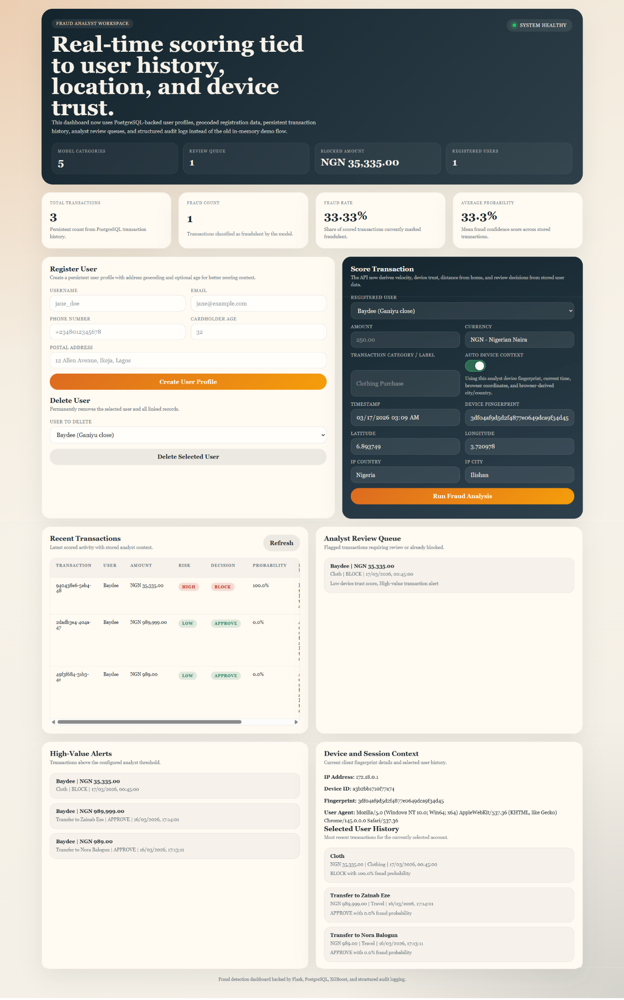 FRAUD ANALYST WORKSPACE
SYSTEM HEALTHY
Real-time scoring tied
to user history,
location, and device
trust.
This dashboard now uses PostgreSQL-backed user profiles, geocoded registration data, persistent transaction
history, analyst review queues, and structured audit logs instead of the old in-memory demo flow.
MODEL CATEGORIES
5
REVIEW QUEUE
1
BLOCKED AMOUNT
NGN 35,335.00
REGISTERED USERS
1
TOTAL TRANSACTIONS
3
Persistent count from PostgreSQL transaction
history.
FRAUD COUNT
1
Transactions classified as fraudulent by the model.
FRAUD RATE
33.33%
Share of scored transactions currently marked
fraudulent.
AVERAGE PROBABILITY
33.3%
Mean fraud confidence score across stored
transactions.
Register User
Create a persistent user profile with address geocoding and optional age for better scoring context.
USERNAME
EMAIL
jane_doe
jane@example.com
PHONE NUMBER
CARDHOLDER AGE
+2348012345678
32
POSTAL ADDRESS
12 Allen Avenue, Ikeja, Lagos
Create User Profile
Delete User
Permanently removes the selected user and all linked records.
USER TO DELETE
Baydee (Ganiyu close)
Delete Selected User
Score Transaction
The API now derives velocity, device trust, distance from home, and review decisions from stored user
data.
REGISTERED USER
Baydee (Ganiyu close)
AMOUNT
CURRENCY
250.00
NGN - Nigerian Naira
TRANSACTION CATEGORY / LABEL
AUTO DEVICE CONTEXT
Clothing Purchase
Using this analyst device fingerprint, current time,
browser coordinates, and browser-derived
city/country.
TIMESTAMP
DEVICE FINGERPRINT
03/17/2026 03:09 AM
3df04af9d5d2f4877e0649dca9f34d45
LATITUDE
LONGITUDE
6.893749
3.720978
IP COUNTRY
IP CITY
Nigeria
Ilishan
Run Fraud Analysis
Recent Transactions
Latest scored activity with stored analyst context.
Refresh
TRANSACTION USER AMOUNT RISK DECISION PROBABILITY
940438e6-5eb4- Baydee NGN 35,335.00 HIGH BLOCK 100.0%
48
2dadb3e4-404a- Baydee NGN 989,999.00 LOW APPROVE 0.0%
47
49f3f684-31b3- Baydee NGN 989.00 LOW APPROVE 0.0%
4c
Analyst Review Queue
Flagged transactions requiring review or already blocked.
Baydee | NGN 35,335.00
Cloth | BLOCK | 17/03/2026, 00:45:00
Low device trust score, High-value transaction alert
High-Value Alerts
Transactions above the configured analyst threshold.
Baydee | NGN 35,335.00
Cloth | BLOCK | 17/03/2026, 00:45:00
Baydee | NGN 989,999.00
Transfer to Zainab Eze | APPROVE | 16/03/2026, 17:14:01
Baydee | NGN 989.00
Transfer to Nora Balogun | APPROVE | 16/03/2026, 17:13:11
Device and Session Context
Current client fingerprint details and selected user history.
IP Address: 172.18.0.1
Device ID: a3b2bb1710f77a74
Fingerprint: 3df04af9d5d2f4877e0649dca9f34d45
User Agent: Mozilla/5.0 (Windows NT 10.0; Win64; x64) AppleWebKit/537.36 (KHTML, like Gecko)
Chrome/145.0.0.0 Safari/537.36
Selected User History
Most recent transactions for the currently selected account.
Cloth
NGN 35,335.00 | Clothing | 17/03/2026, 00:45:00
BLOCK with 100.0% fraud probability
Transfer to Zainab Eze
NGN 989,999.00 | Travel | 16/03/2026, 17:14:01
APPROVE with 0.0% fraud probability
Transfer to Nora Balogun
NGN 989.00 | Travel | 16/03/2026, 17:13:11
APPROVE with 0.0% fraud probability
Fraud detection dashboard backed by Flask, PostgreSQL, XGBoost, and structured audit logging.